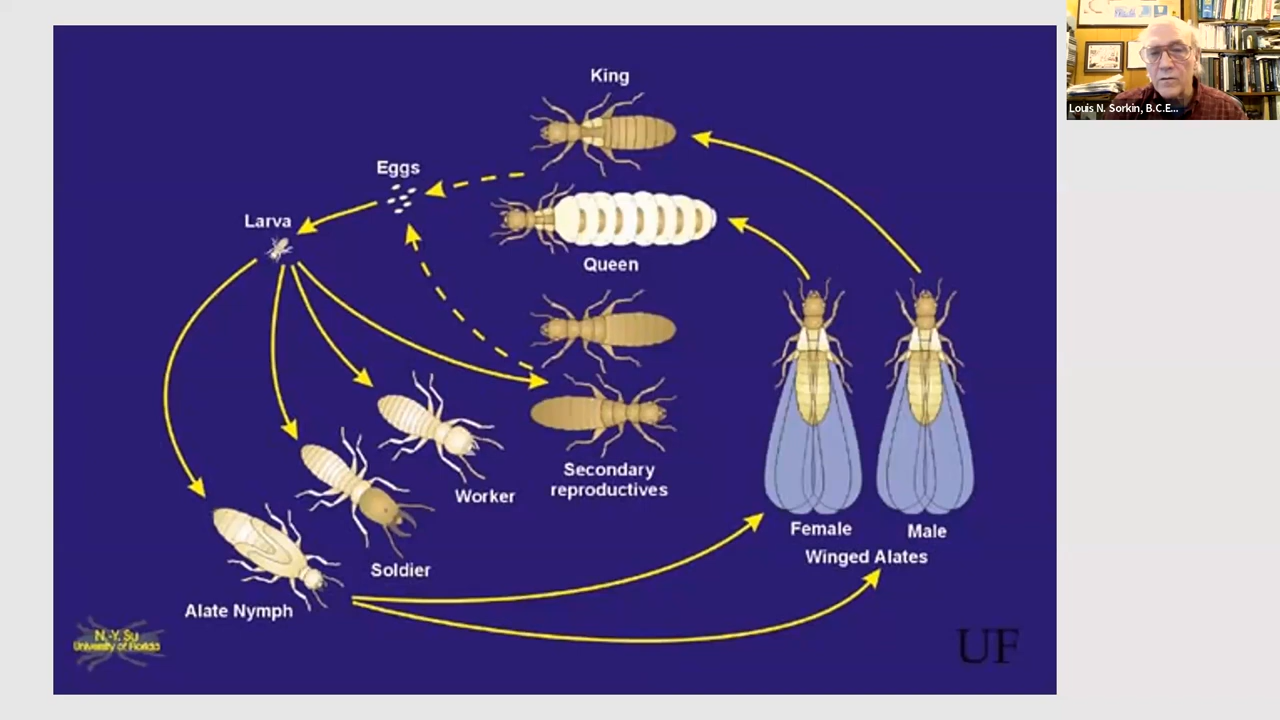 King
Eggs
Larva
Queen
Secondary
reproductives
Worker
Soldier
Alate Nymph
Female
Male
Winged Alates
N.-Y. Su
University of Florida
UF
Louis N. Sorkin, B.C.E...